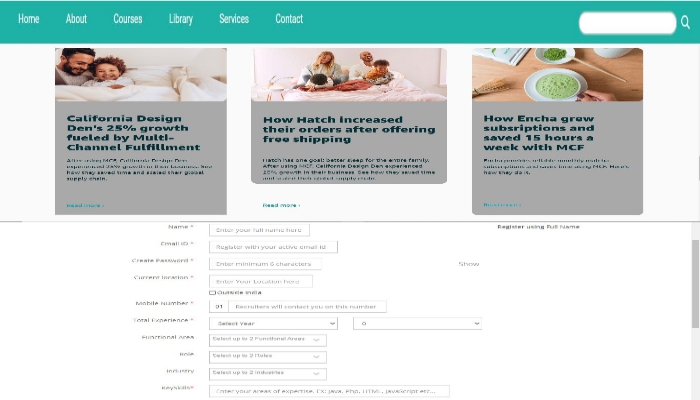 Home About Courses Library Services Contact
California Design
Den's 25% growth
fueled by Multi-
Channel Fulfillment
After using MCF, California Design Den
experienced 25% growth in their business. See
how they saved time and scaled their global
supply chain.
Read more ›
How Hatch increased
their orders after offering
free shipping
Hatch has one goal: better sleep for the entire family.
After using MCF, California Design Den experienced
25% growth in their business. See how they saved time
and scaled their global supply chain.
Read more ›
How Encha grew
subsriptions and
saved 15 hours a
week with MCF
Encha provides reliable monthly matcha
how they do it.
Read more ›
Name * Enter your full name here Register using Full Name
Email ID * Register with your active email id
Create Password * Enter minimum 6 characters Show
Current location * Enter Your Location here
Outside India
Mobile Number * 91 Recruiters will contact you on this number
Total Experience * Select Year 0
Functional Area Select up to 2 Functional Areas
Role Select up to 2 Roles
Industry Select up to 2 Industries
Keyskills* Enter your areas of expertise. EX: Java, Php, HTML, JavaScript etc...